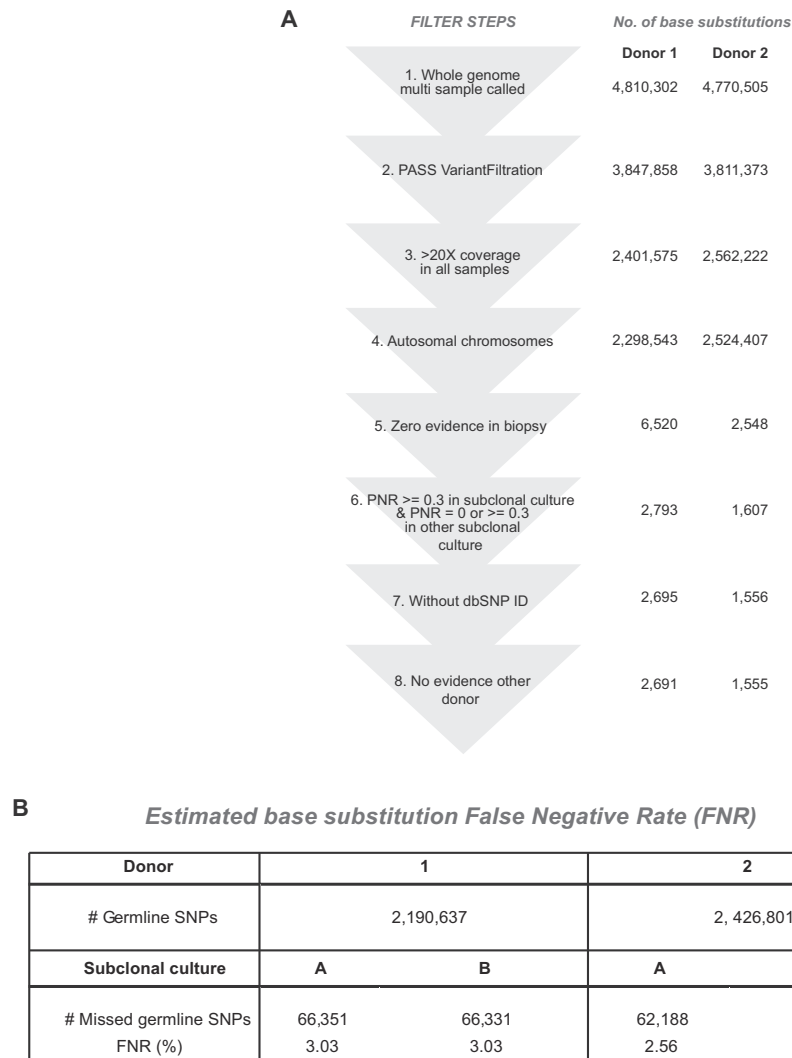 A
FILTER STEPS No. of base substitutions
Donor 1 Donor 2
1. Whole genome
multi sample called
4,810,302 4,770,505
2. PASS VariantFiltration 3,847,858 3,811,373
3. >20X coverage
in all samples
2,401,575 2,562,222
4. Autosomal chromosomes 2,298,543 2,524,407
5. Zero evidence in biopsy 6,520 2,548
6. PNR >= 0.3 in subclonal culture
& PNR = 0 or >= 0.3
in other subclonal
culture
2,793 1,607
7. Without dbSNP ID 2,695 1,556
8. No evidence other
donor
2,691 1,555
B
Estimated base substitution False Negative Rate (FNR)
Donor 1 2
# Germline SNPs 2,190,637 2, 426,801
Subclonal culture A B A
# Missed germline SNPs 66,351 66,331 62,188
FNR (%) 3.03 3.03 2.56